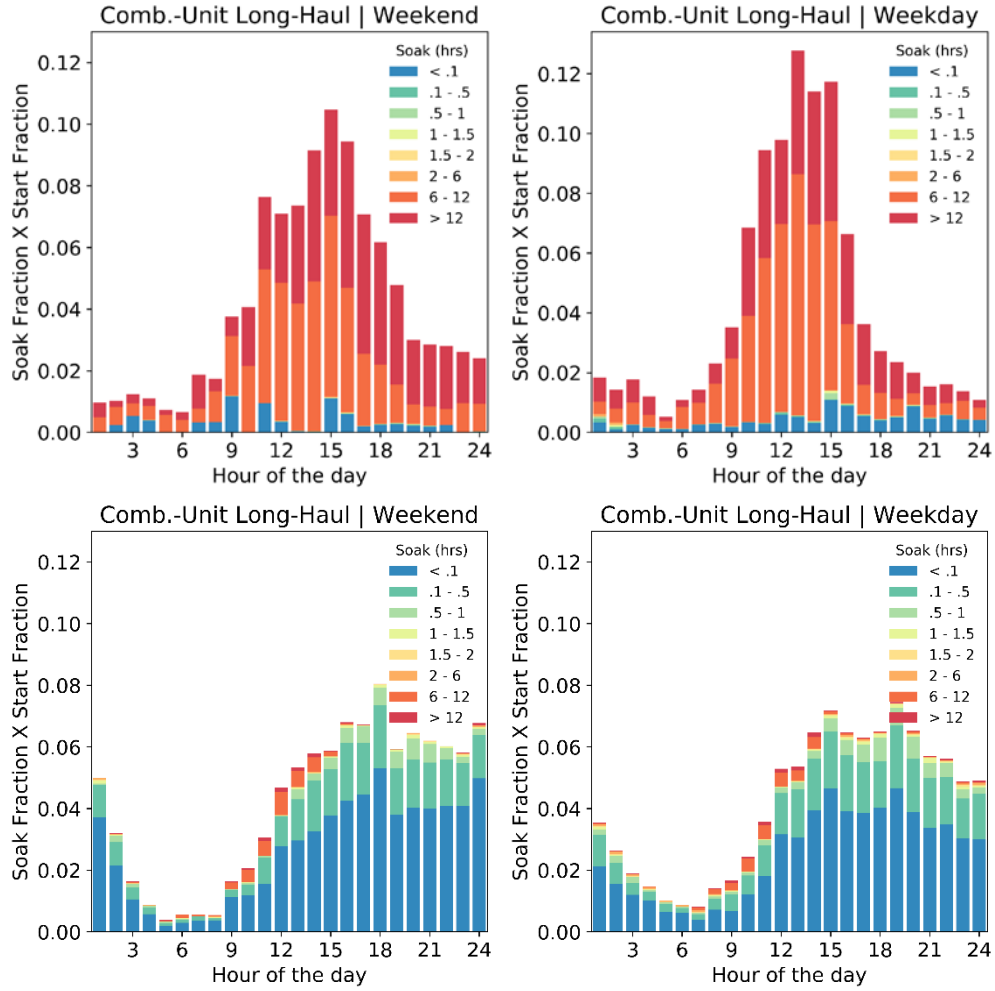 Comb.-Unit Long-Haul | Weekend
Soak Fraction X Start Fraction
0.12
0.10
0.08
0.06
0.04
0.02
0.00
Soak (hrs)
< .1
.1 - .5
.5 - 1
1 - 1.5
1.5 - 2
2 - 6
6 - 12
> 12
3 6 9 12 15 18 21 24
Hour of the day
Comb.-Unit Long-Haul | Weekday
Soak Fraction X Start Fraction
0.12
0.10
0.08
0.06
0.04
0.02
0.00
Soak (hrs)
< .1
.1 - .5
.5 - 1
1 - 1.5
1.5 - 2
2 - 6
6 - 12
> 12
3 6 9 12 15 18 21 24
Hour of the day
Comb.-Unit Long-Haul | Weekend
Soak Fraction X Start Fraction
0.12
0.10
0.08
0.06
0.04
0.02
0.00
Soak (hrs)
< .1
.1 - .5
.5 - 1
1 - 1.5
1.5 - 2
2 - 6
6 - 12
> 12
3 6 9 12 15 18 21 24
Hour of the day
Comb.-Unit Long-Haul | Weekday
Soak Fraction X Start Fraction
0.12
0.10
0.08
0.06
0.04
0.02
0.00
Soak (hrs)
< .1
.1 - .5
.5 - 1
1 - 1.5
1.5 - 2
2 - 6
6 - 12
> 12
3 6 9 12 15 18 21 24
Hour of the day